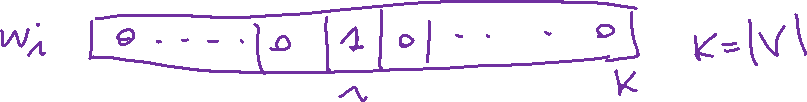 wi 0 . . . . . 0 1 0 . . . 0 K = |V|
i K